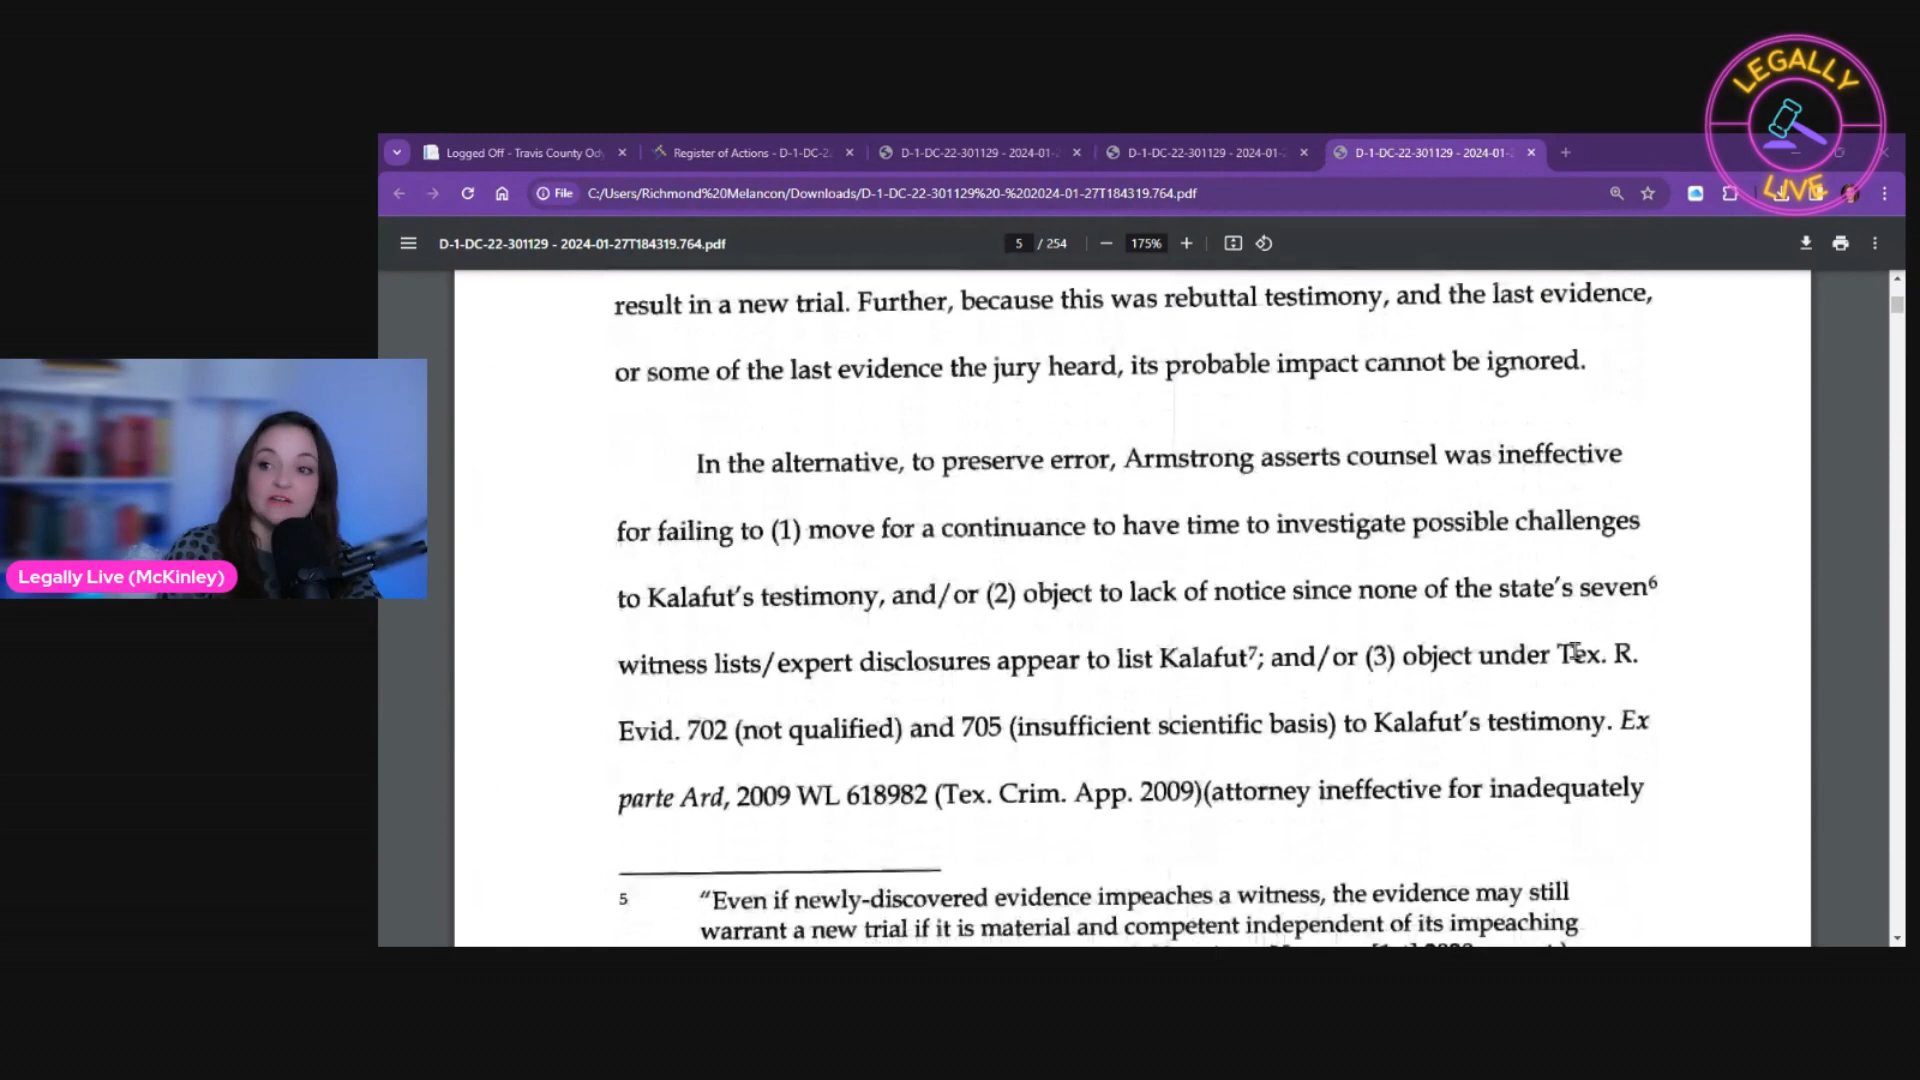 LEGALLY
LIVE
Logged Off - Travis County Od
Register of Actions - D-1-DC-2
D-1-DC-22-301129 - 2024-01-
D-1-DC-22-301129 - 2024-01-
D-1-DC-22-301129 - 2024-01-
File
C:/Users/Richmond%20Melancon/Downloads/D-1-DC-22-301129%20-%202024-01-27T184319.764.pdf
D-1-DC-22-301129 - 2024-01-27T184319.764.pdf
5 / 254
175%
result in a new trial. Further, because this was rebuttal testimony, and the last evidence,
or some of the last evidence the jury heard, its probable impact cannot be ignored.
In the alternative, to preserve error, Armstrong asserts counsel was ineffective
for failing to (1) move for a continuance to have time to investigate possible challenges
to Kalafut's testimony, and/or (2) object to lack of notice since none of the state's seven⁶
witness lists/expert disclosures appear to list Kalafut⁷; and/or (3) object under Tex. R.
Evid. 702 (not qualified) and 705 (insufficient scientific basis) to Kalafut's testimony. Ex
parte Ard, 2009 WL 618982 (Tex. Crim. App. 2009)(attorney ineffective for inadequately
5 "Even if newly-discovered evidence impeaches a witness, the evidence may still
warrant a new trial if it is material and competent independent of its impeaching
Legally Live (McKinley)